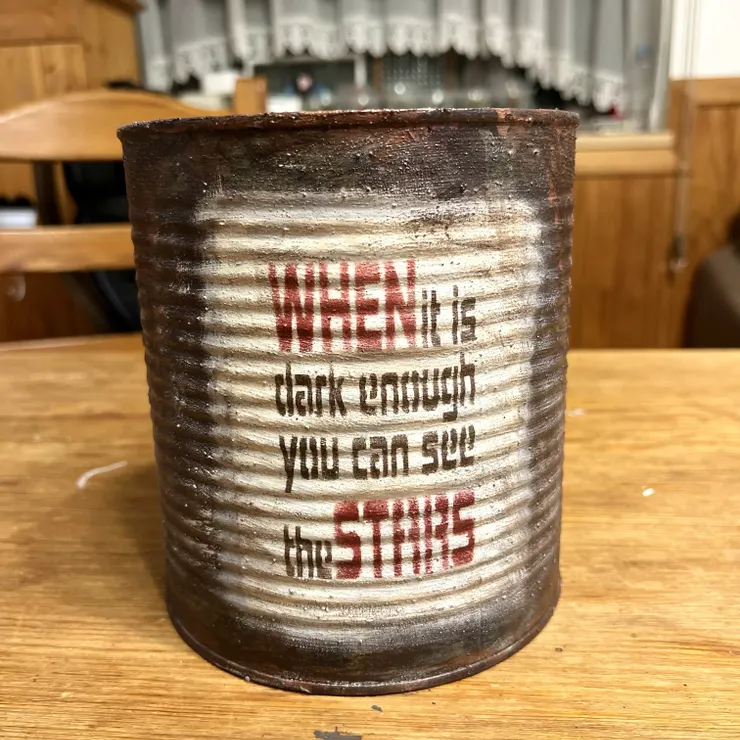 WHEN it is
dark enough
you can see
the STARS